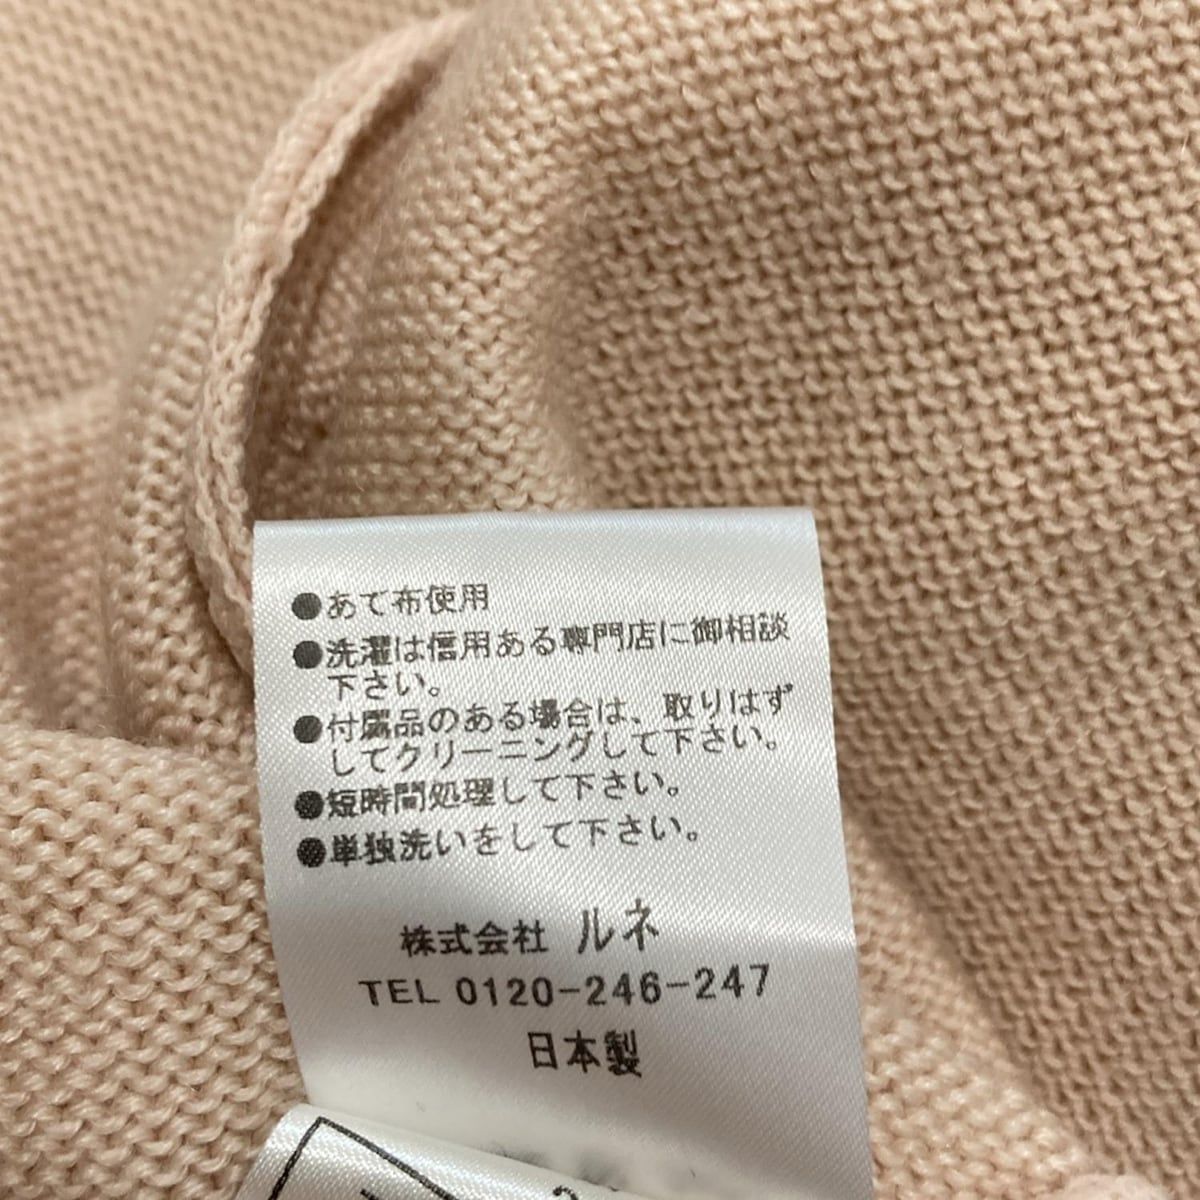 ●あて布使用
●洗濯は信用ある専門店に御相談
下さい。
●付属品のある場合は、取りはず
してクリーニングして下さい。
●短時間処理して下さい。
●単独洗いをして下さい。
株式会社 ルネ
TEL 0120-246-247
日本製